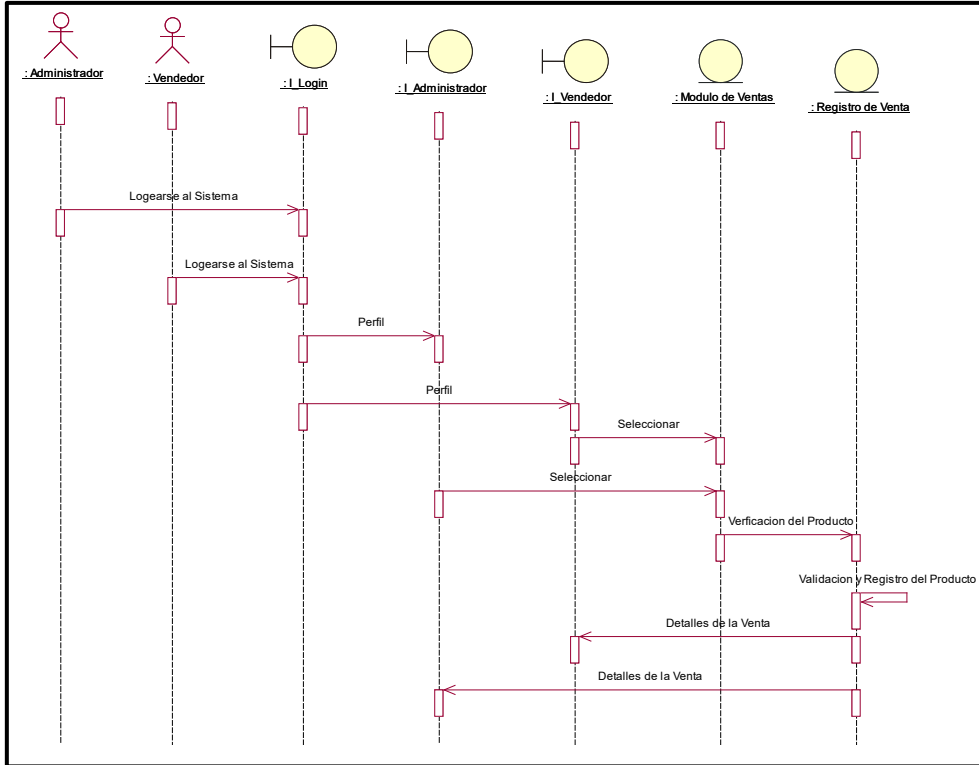 : Administrador
: Vendedor
: I_Login
: I_Administrador
: I_Vendedor
: Modulo de Ventas
: Registro de Venta
Logearse al Sistema
Logearse al Sistema
Perfil
Perfil
Seleccionar
Seleccionar
Verficacion del Producto
Validacion y Registro del Producto
Detalles de la Venta
Detalles de la Venta